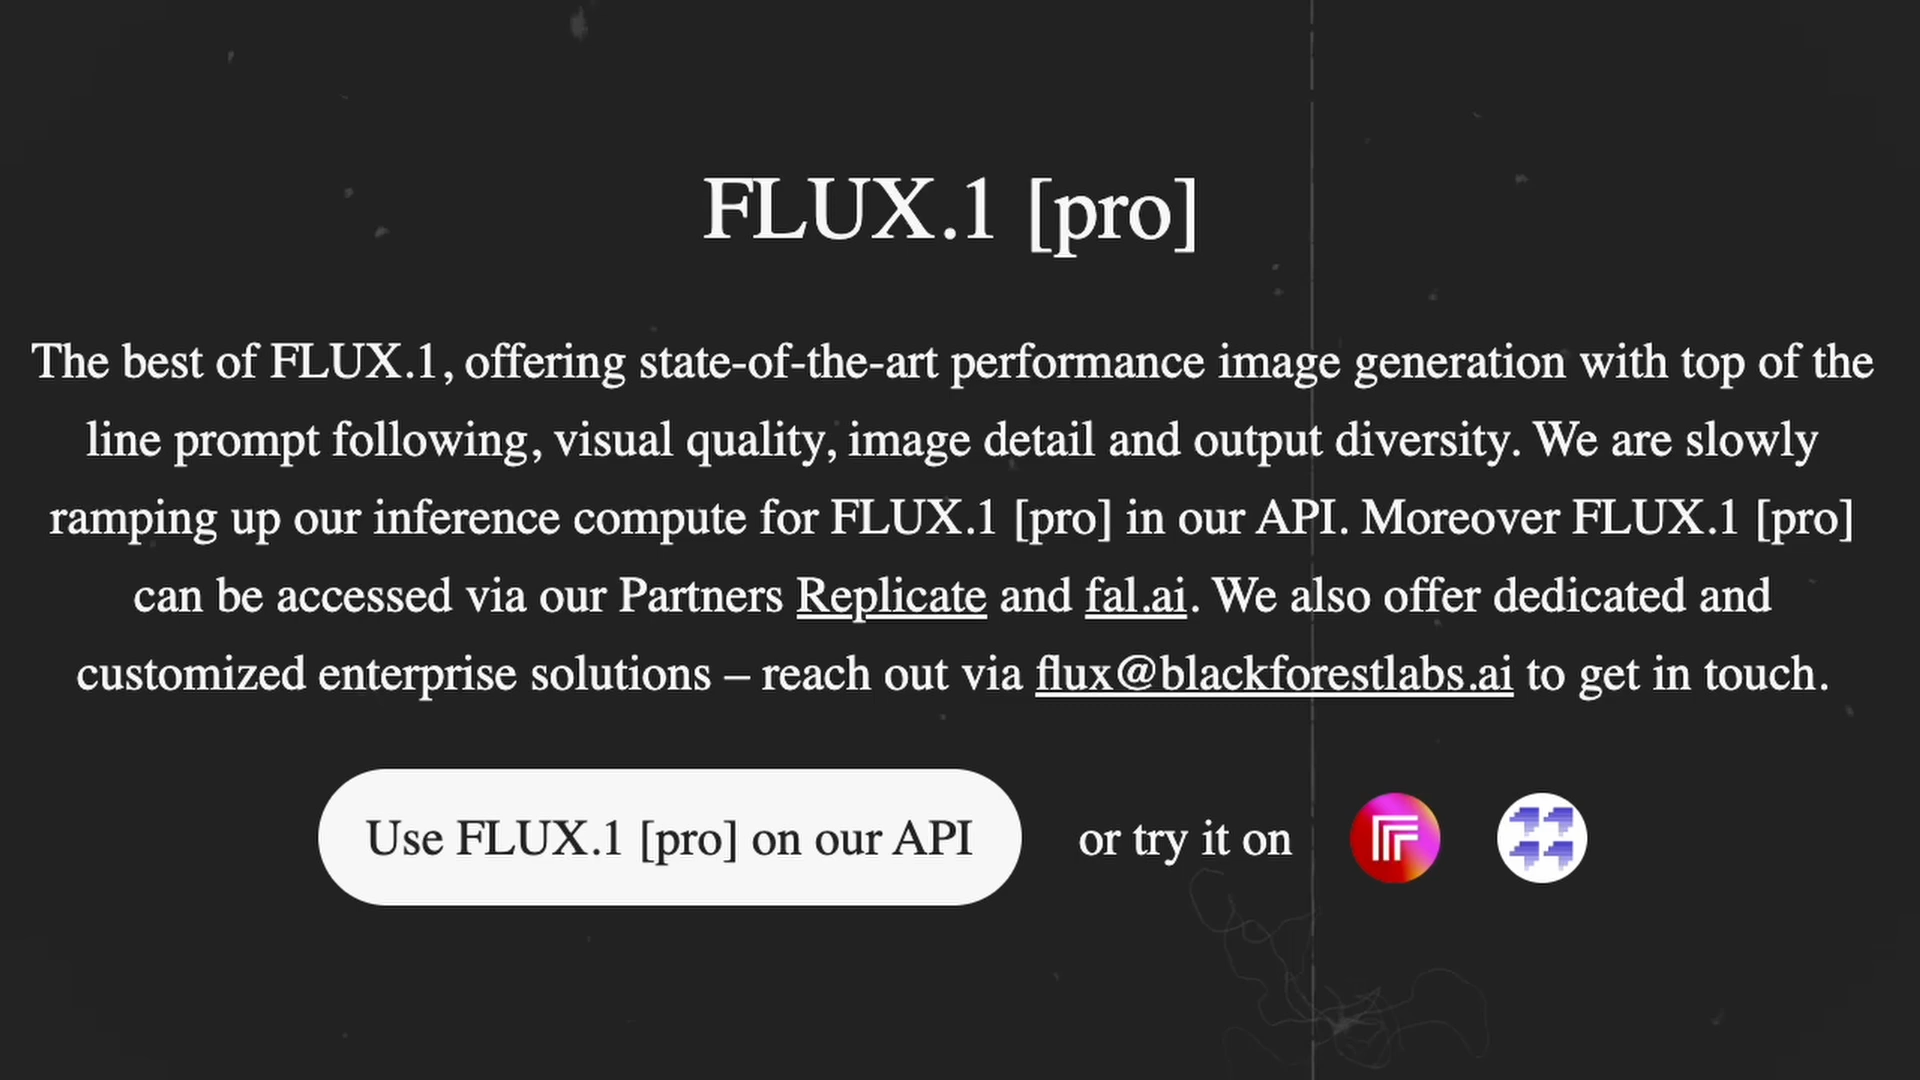 FLUX.1 [pro]
The best of FLUX.1, offering state-of-the-art performance image generation with top of the
line prompt following, visual quality, image detail and output diversity. We are slowly
ramping up our inference compute for FLUX.1 [pro] in our API. Moreover FLUX.1 [pro]
can be accessed via our Partners Replicate and fal.ai. We also offer dedicated and
customized enterprise solutions – reach out via flux@blackforestlabs.ai to get in touch.
Use FLUX.1 [pro] on our API or try it on